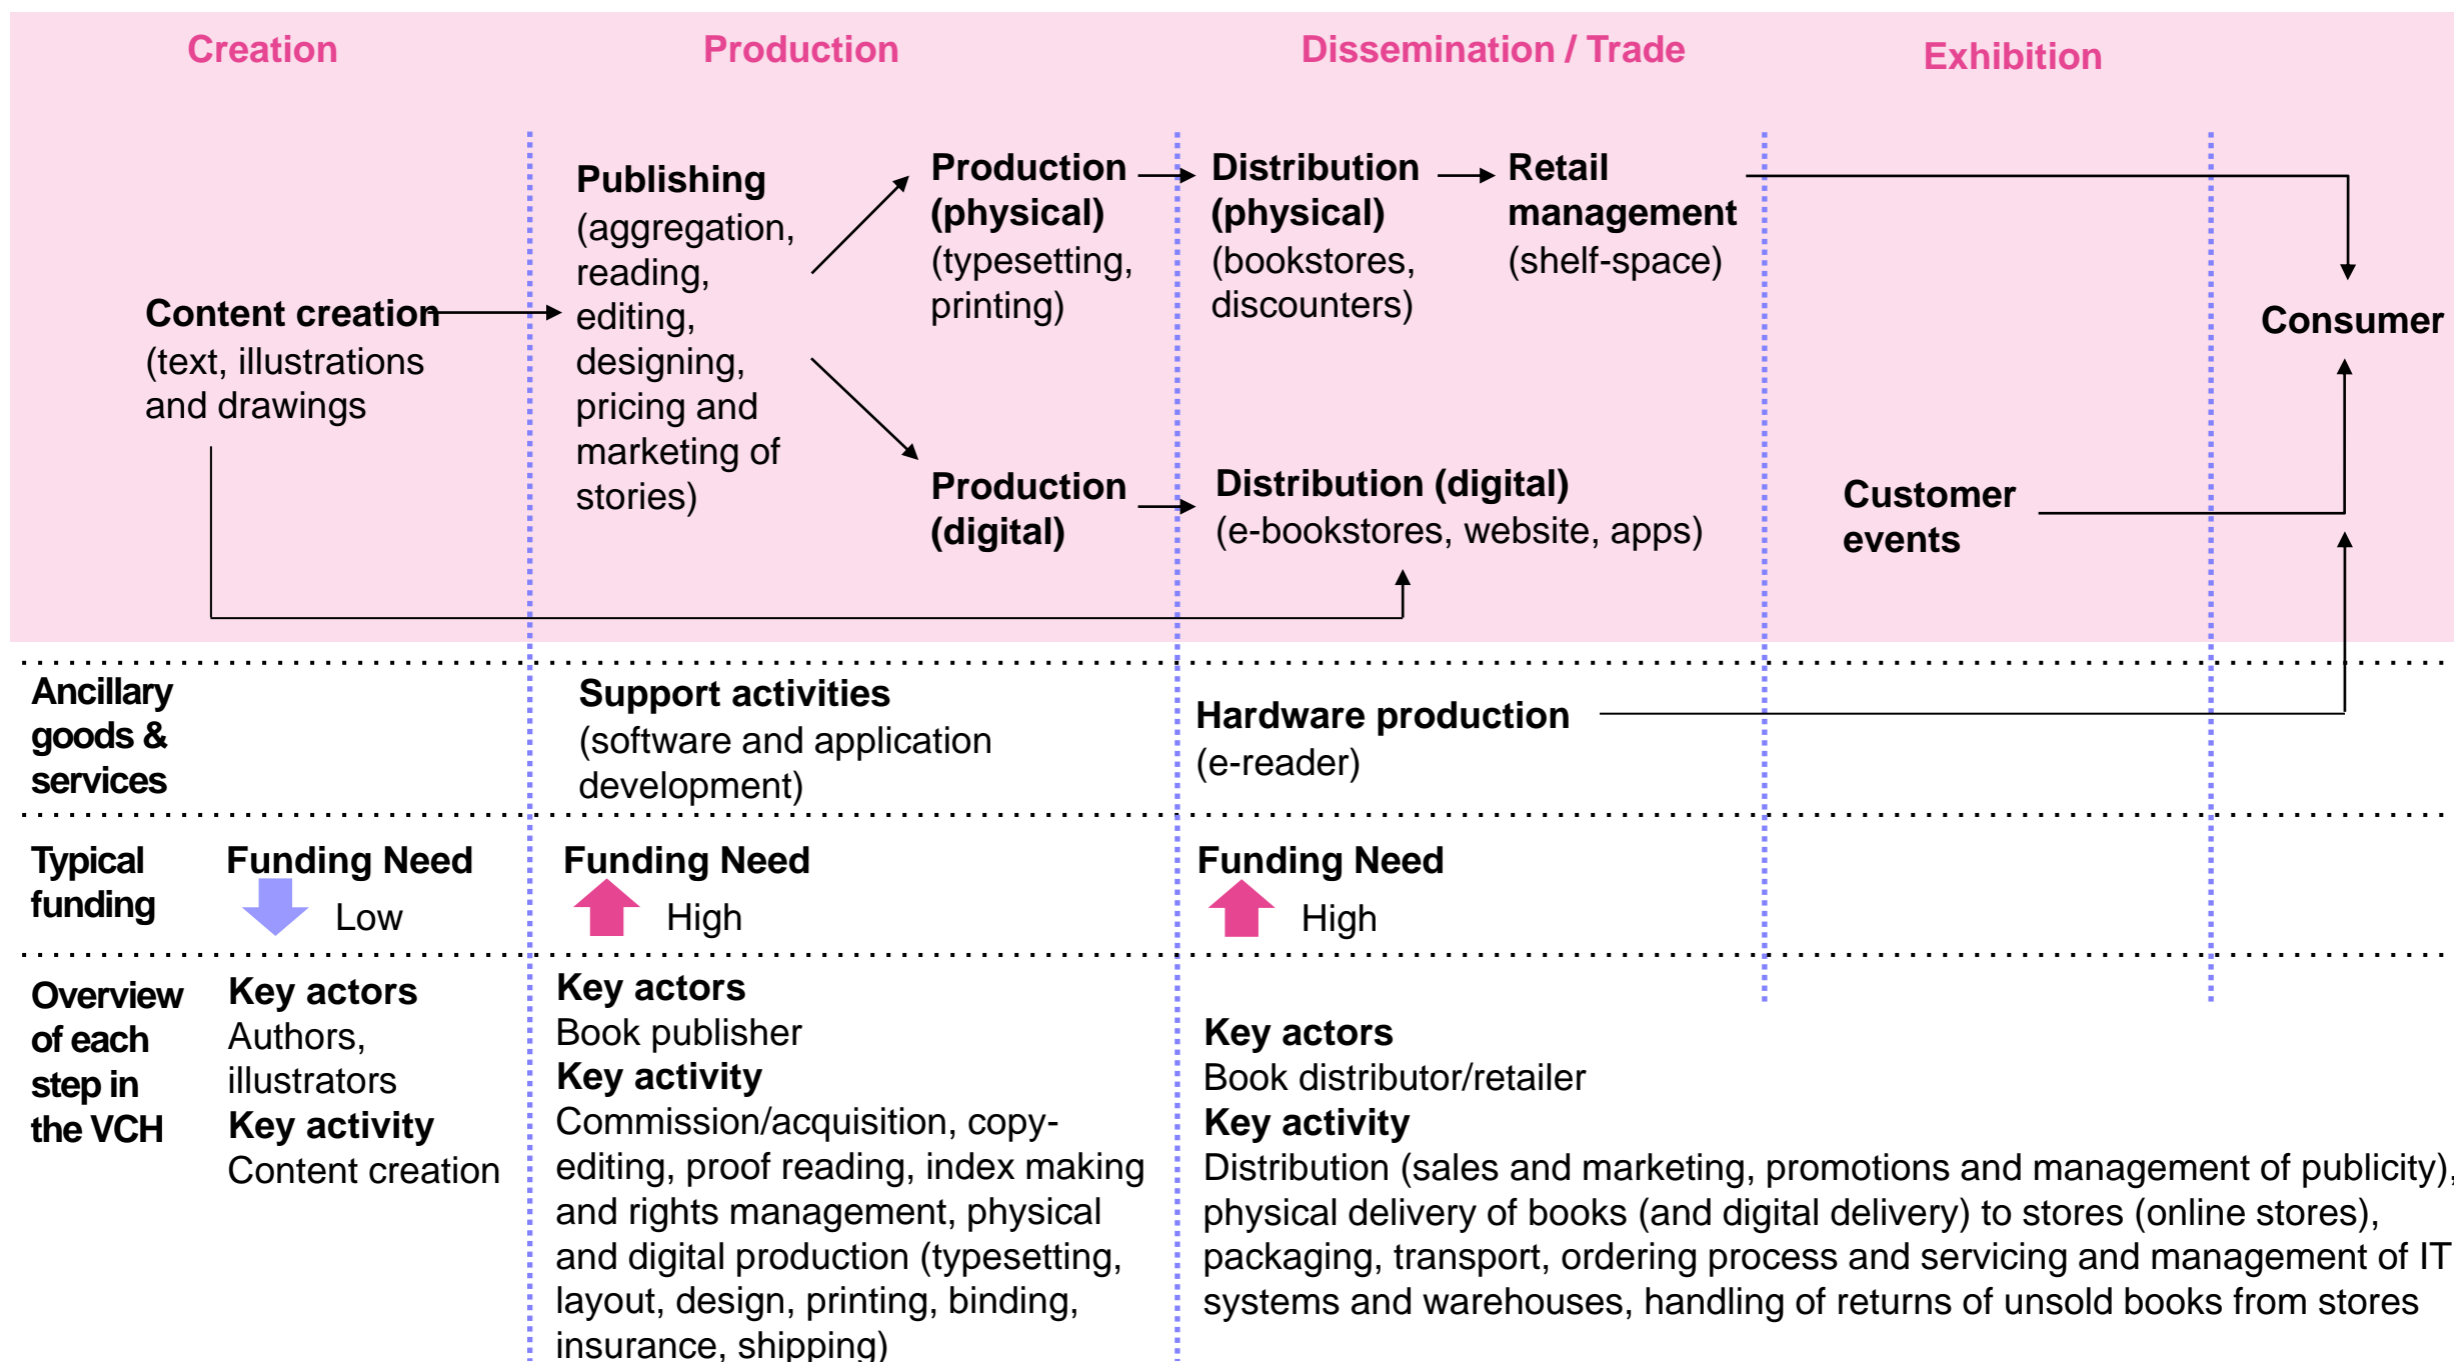 Creation
Production
Dissemination / Trade
Exhibition
Content creation
(text, illustrations
and drawings
Publishing
(aggregation,
reading,
editing,
designing,
pricing and
marketing of
stories)
Production
(physical)
(typesetting,
printing)
Production
(digital)
Distribution
(physical)
(bookstores,
discounters)
Retail
management
(shelf-space)
Distribution (digital)
(e-bookstores, website, apps)
Customer
events
Consumer
Ancillary
goods &
services
Support activities
(software and application
development)
Hardware production
(e-reader)
Typical
funding
Funding Need
Low
Funding Need
High
Funding Need
High
Overview
of each
step in
the VCH
Key actors
Authors,
illustrators
Key activity
Content creation
Key actors
Book publisher
Key activity
Commission/acquisition, copy-
editing, proof reading, index making
and rights management, physical
and digital production (typesetting,
layout, design, printing, binding,
insurance, shipping)
Key actors
Book distributor/retailer
Key activity
Distribution (sales and marketing, promotions and management of publicity),
physical delivery of books (and digital delivery) to stores (online stores),
packaging, transport, ordering process and servicing and management of IT
systems and warehouses, handling of returns of unsold books from stores